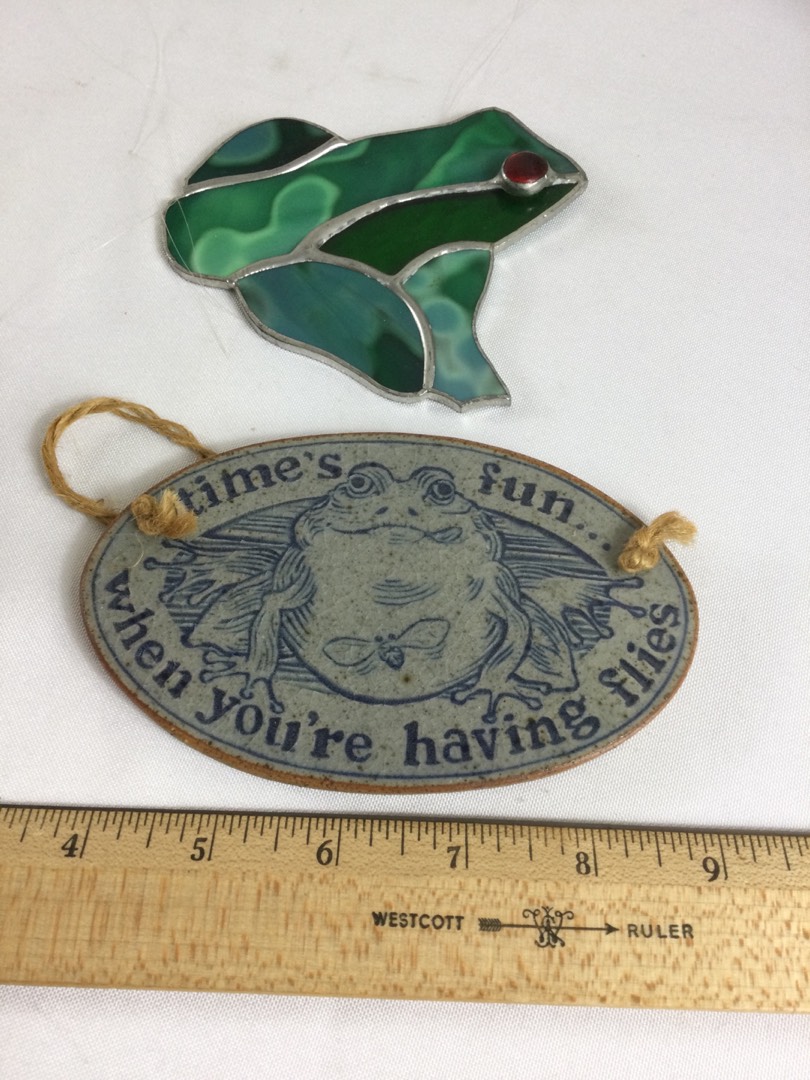 time's fun...
when you're having flies
4 5 6 7 8 9
WESTCOTT RULER